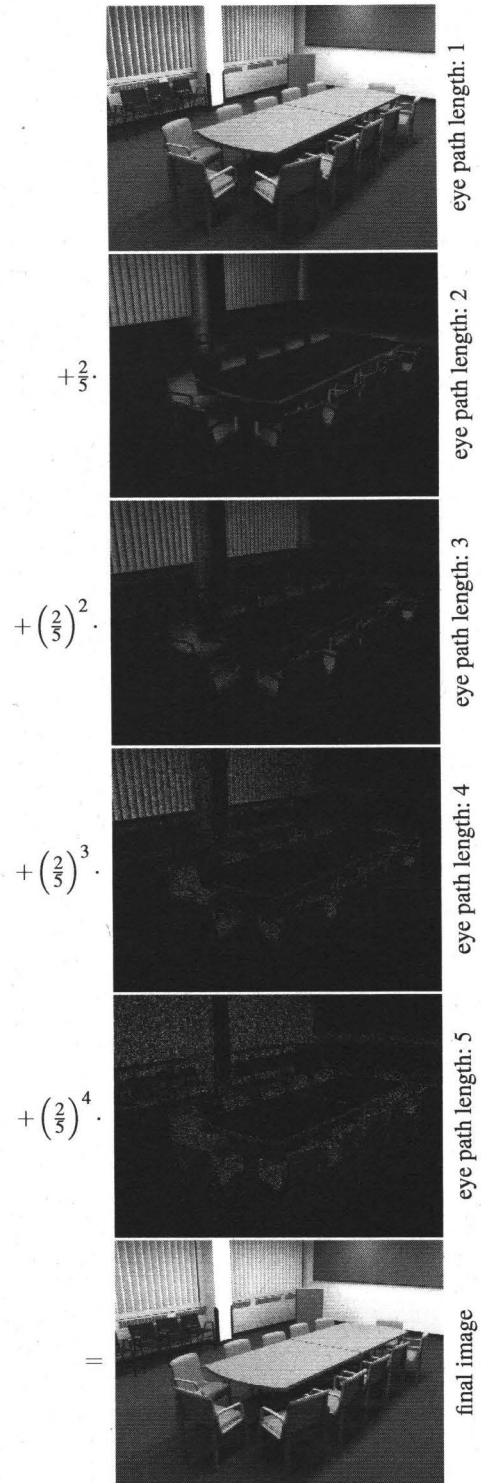 eye path length: 1
+2/5·
eye path length: 2
+(2/5)^2·
eye path length: 3
+(2/5)^3·
eye path length: 4
+(2/5)^4·
eye path length: 5
=
final image